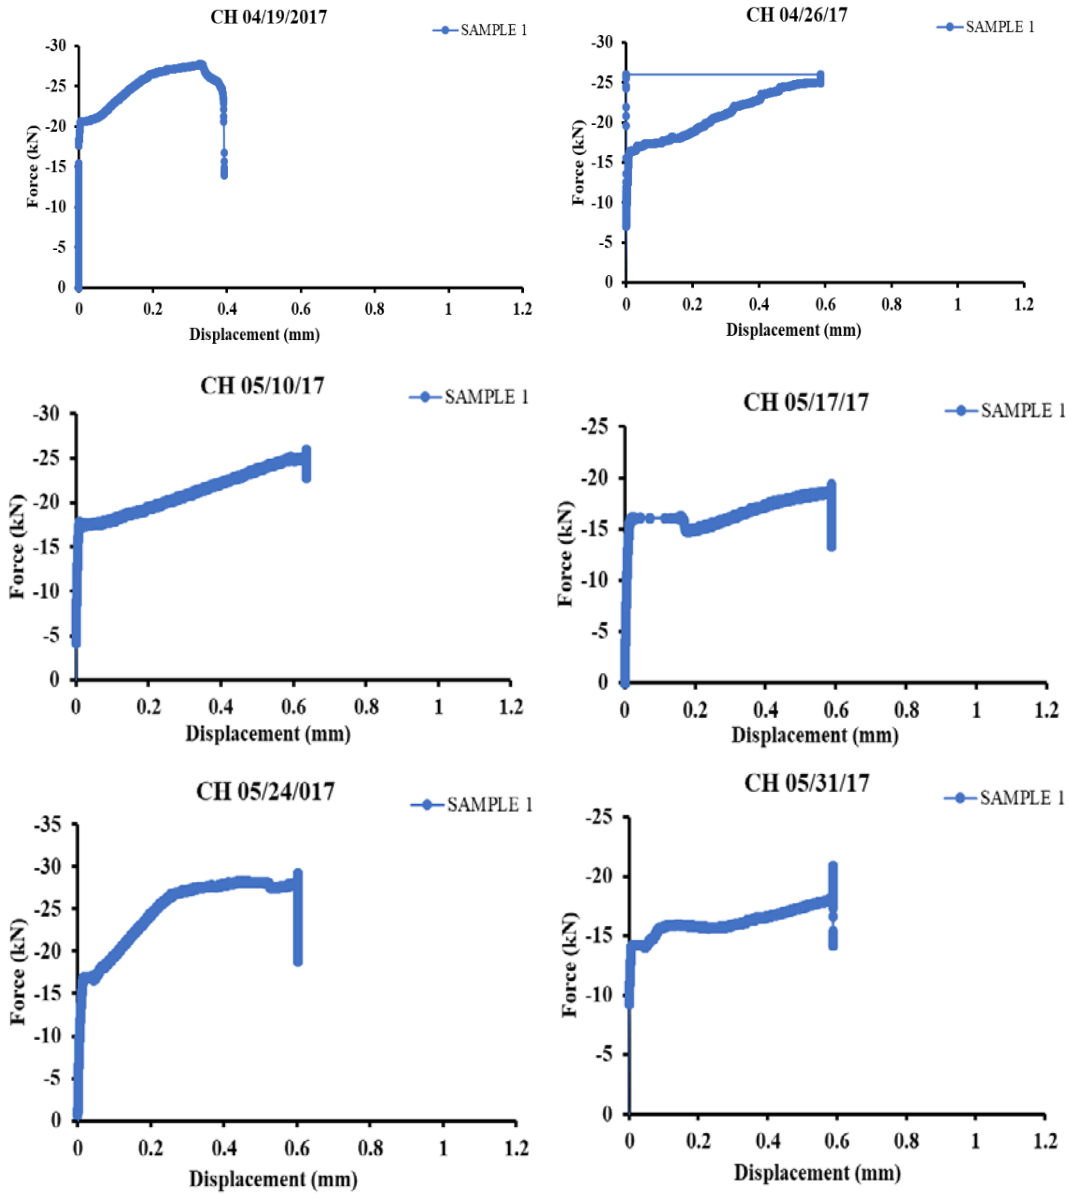 CH 04/19/2017
SAMPLE 1
-30
-25
-20
-15
-10
-5
0
Force (kN)
0 0.2 0.4 0.6 0.8 1 1.2
Displacement (mm)
CH 04/26/17
SAMPLE 1
-30
-25
-20
-15
-10
-5
0
Force (kN)
0 0.2 0.4 0.6 0.8 1 1.2
Displacement (mm)
CH 05/10/17
SAMPLE 1
-30
-25
-20
-15
-10
-5
0
Force (kN)
0 0.2 0.4 0.6 0.8 1 1.2
Displacement (mm)
CH 05/17/17
SAMPLE 1
-25
-20
-15
-10
-5
0
Force (kN)
0 0.2 0.4 0.6 0.8 1 1.2
Displacement (mm)
CH 05/24/017
SAMPLE 1
-35
-30
-25
-20
-15
-10
-5
0
Force (kN)
0 0.2 0.4 0.6 0.8 1 1.2
Displacement (mm)
CH 05/31/17
SAMPLE 1
-25
-20
-15
-10
-5
0
Force (kN)
0 0.2 0.4 0.6 0.8 1 1.2
Displacement (mm)